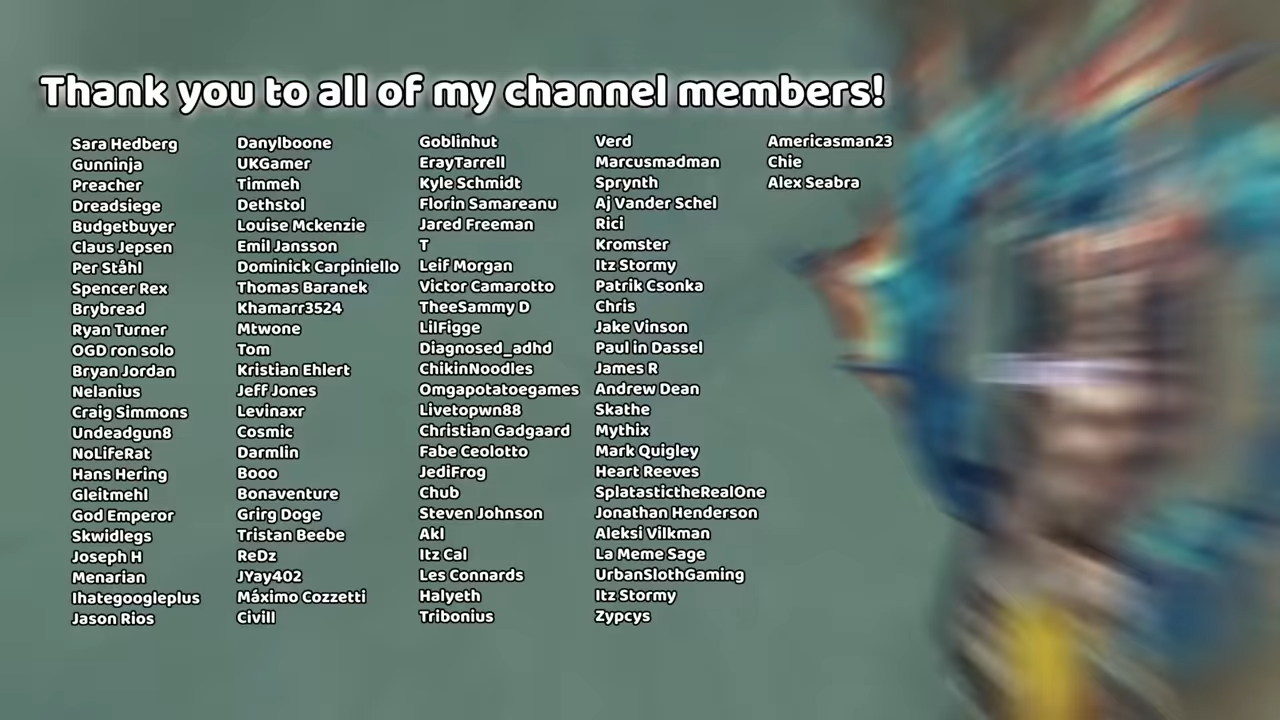 Thank you to all of my channel members!
Sara Hedberg
Gunninja
Preacher
Dreadsiege
Budgetbuyer
Claus Jepsen
Per Ståhl
Spencer Rex
Brybread
Ryan Turner
OGD ron solo
Bryan Jordan
Nelanius
Craig Simmons
Undeadgun8
NoLifeRat
Hans Hering
Gleitmehl
God Emperor
Skwidlegs
Joseph H
Menarian
Ihategoogleplus
Jason Rios
Danylboone
UKGamer
Timmeh
Dethstol
Louise Mckenzie
Emil Jansson
Dominick Carpiniello
Thomas Baranek
Khamarr3524
Mtwone
Tom
Kristian Ehlert
Jeff Jones
Levinaxr
Cosmic
Darmlin
Booo
Bonaventure
Grirg Doge
Tristan Beebe
ReDz
JYay402
Máximo Cozzetti
Civill
Goblinhut
ErayTarrell
Kyle Schmidt
Florin Samareanu
Jared Freeman
T
Leif Morgan
Victor Camarotto
TheeSammy D
LilFigge
Diagnosed_adhd
ChikinNoodles
Omgapotatoegames
Livetopwn88
Christian Gadgaard
Fabe Ceolotto
JediFrog
Chub
Steven Johnson
Akl
Itz Cal
Les Connards
Halyeth
Tribonius
Verd
Marcusmadman
Sprynth
Aj Vander Schel
Rici
Kromster
Itz Stormy
Patrik Csonka
Chris
Jake Vinson
Paul in Dassel
James R
Andrew Dean
Skathe
Mythix
Mark Quigley
Heart Reeves
SplatastictheRealOne
Jonathan Henderson
Aleksi Vilkman
La Meme Sage
UrbanSlothGaming
Itz Stormy
Zypcys
Americasman23
Chie
Alex Seabra